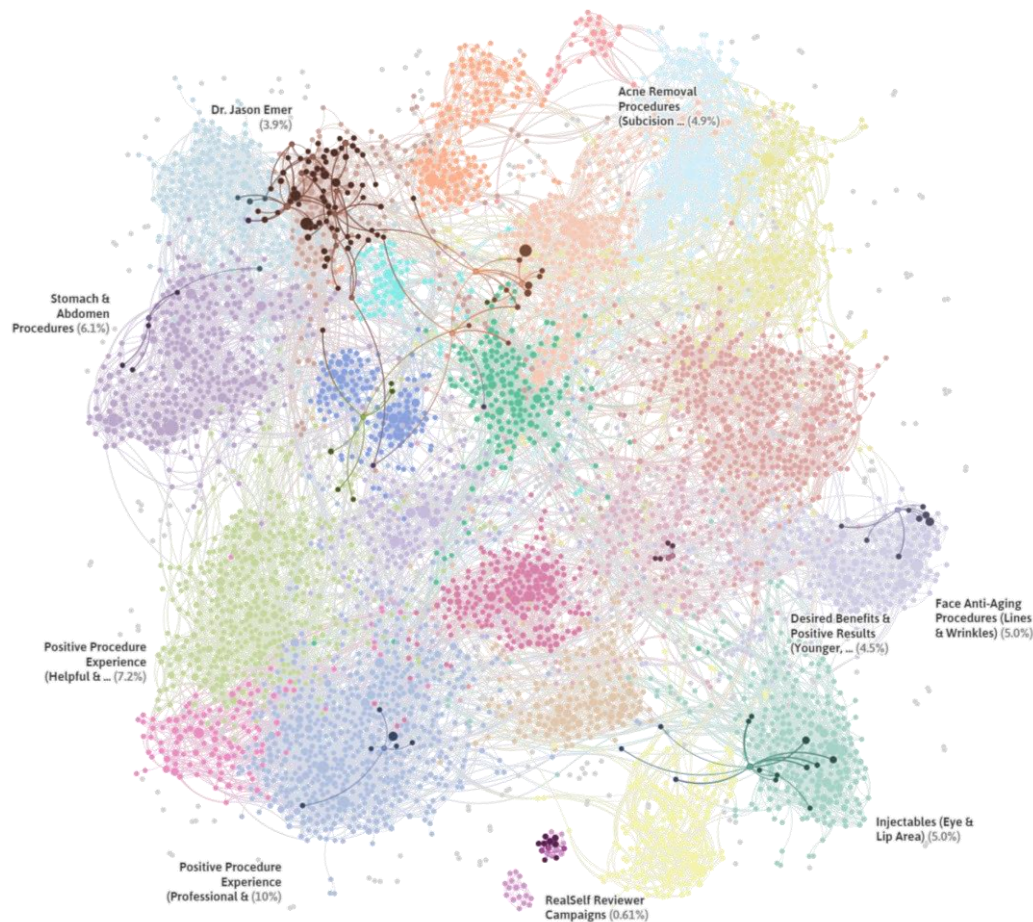 Dr. Jason Emer
(3.9%)
Acne Removal
Procedures
(Subcision ... (4.9%)
Stomach &
Abdomen
Procedures (6.1%)
Face Anti-Aging
Procedures (Lines
& Wrinkles) (5.0%)
Desired Benefits &
Positive Results
(Younger, ... (4.5%)
Positive Procedure
Experience
(Helpful & ... (7.2%)
Injectables (Eye &
Lip Area) (5.0%)
Positive Procedure
Experience
(Professional & (10%)
RealSelf Reviewer
Campaigns (0.61%)